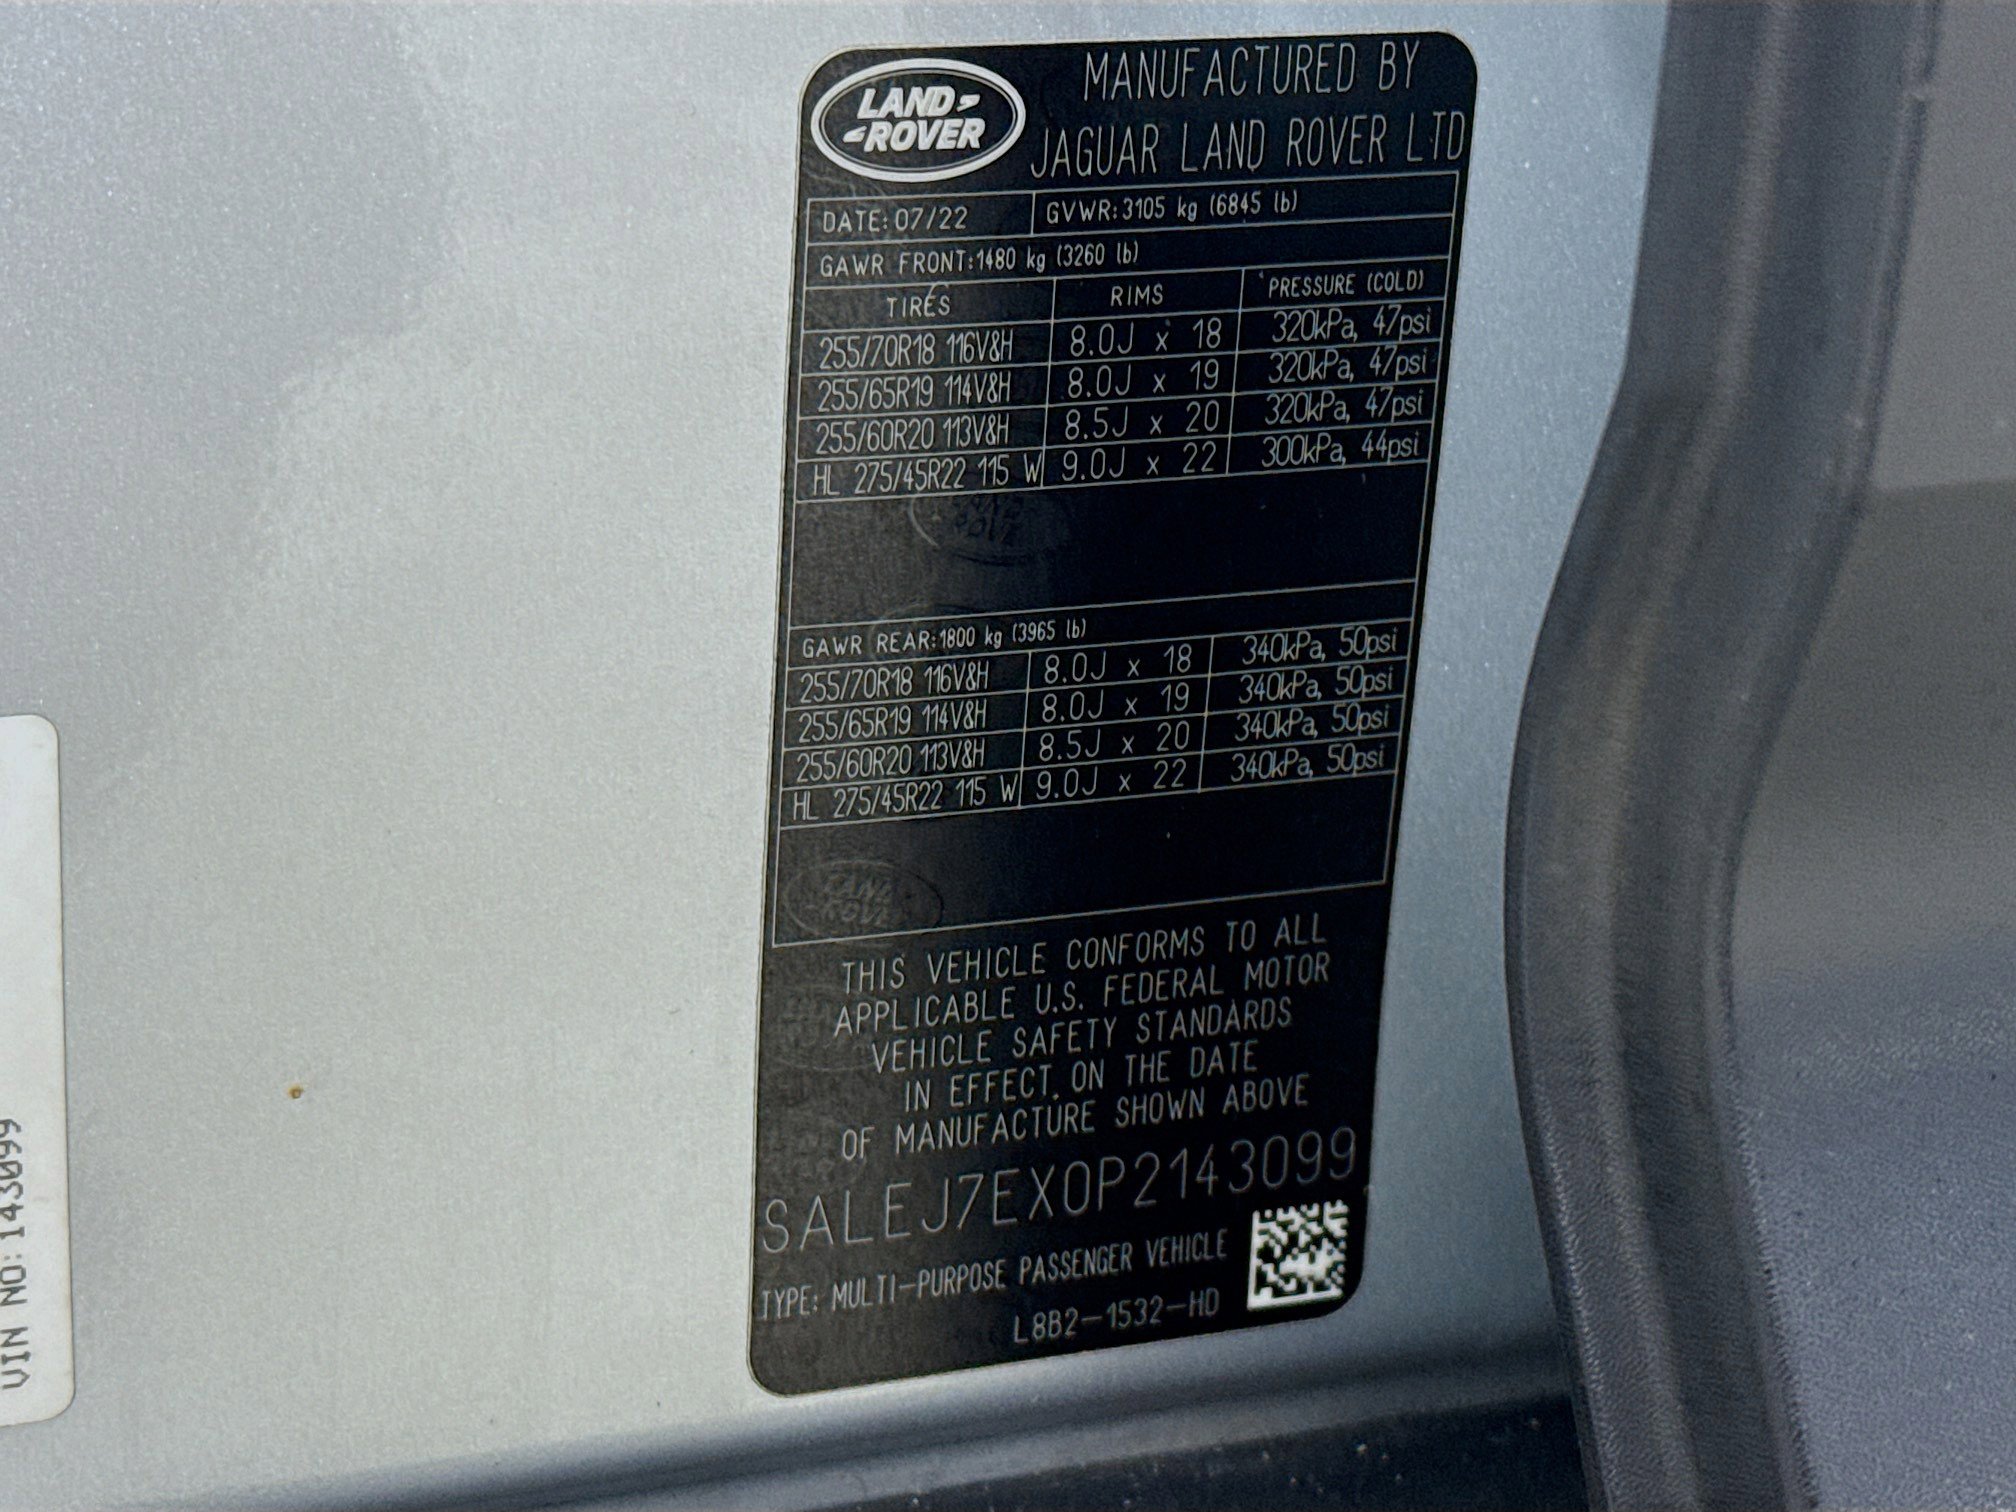 LAND
ROVER
MANUFACTURED BY
JAGUAR LAND ROVER LTD
DATE: 07/22 GVWR: 3105 kg (6845 lb)
GAWR FRONT: 1480 kg (3260 lb)
TIRES RIMS PRESSURE (COLD)
255/70R18 116V&H 8.0J x 18 320kPa, 47psi
255/65R19 114V&H 8.0J x 19 320kPa, 47psi
255/60R20 113V&H 8.5J x 20 320kPa, 47psi
HL 275/45R22 115 W 9.0J x 22 300kPa, 44psi
GAWR REAR: 1800 kg (3965 lb)
255/70R18 116V&H 8.0J x 18 340kPa, 50psi
255/65R19 114V&H 8.0J x 19 340kPa, 50psi
255/60R20 113V&H 8.5J x 20 340kPa, 50psi
HL 275/45R22 115 W 9.0J x 22 340kPa, 50psi
THIS VEHICLE CONFORMS TO ALL
APPLICABLE U.S. FEDERAL MOTOR
VEHICLE SAFETY STANDARDS
IN EFFECT. ON THE DATE
OF MANUFACTURE SHOWN ABOVE
SALEJ7EX0P2143099
TYPE: MULTI-PURPOSE PASSENGER VEHICLE
L8B2-1532-HD
VIN NO: 143099